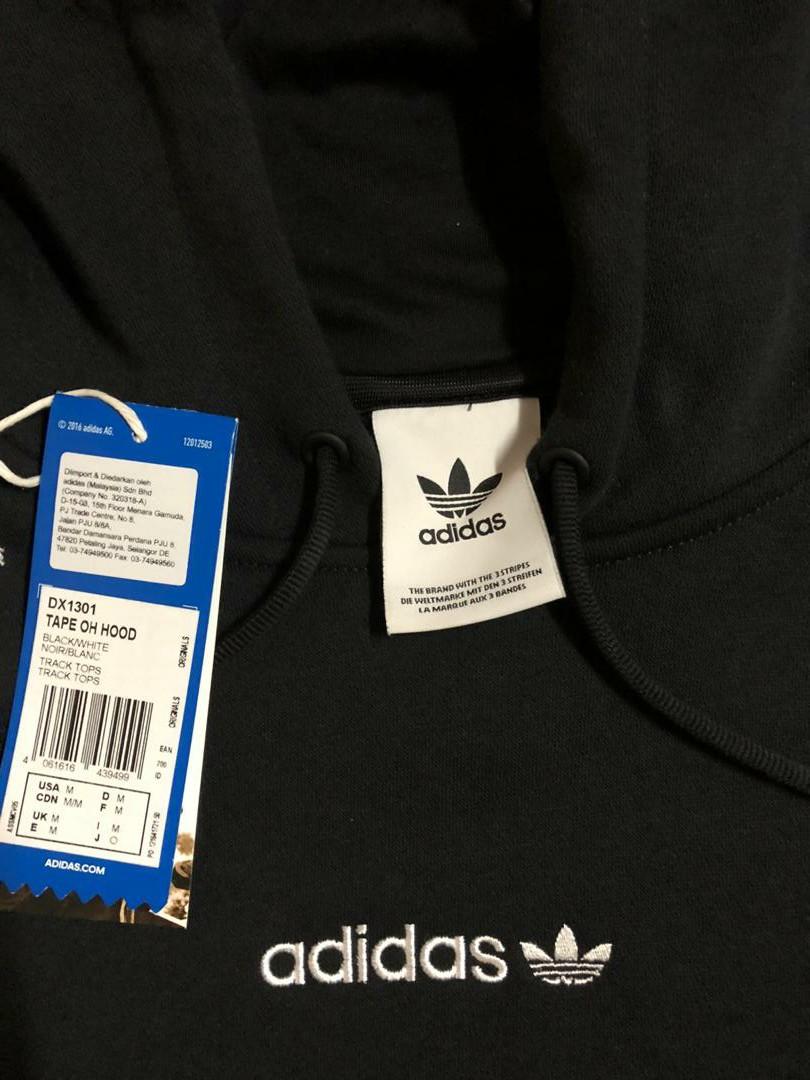 © 2016 adidas AG.
12012503
Diimport & Diedarkan oleh
adidas (Malaysia) Sdn Bhd
(Company No. 320318-A)
D-15-03, 15th Floor Menara Gamuda,
PJ Trade Centre, No 8,
Jalan PJU 8/8A,
Bandar Damansara Perdana PJU 8,
47820 Petaling Jaya, Selangor DE
Tel: 03-74949500 Fax: 03-74949560
DX1301
TAPE OH HOOD
BLACK/WHITE
NOIR/BLANC
TRACK TOPS
TRACK TOPS
ORIGINALS
ORIGINALS
EAN
700
ID
4 061616 439499
USA M D M
CDN M/M F M
UK M I M
E M J O
ADIDAS.COM
adidas
THE BRAND WITH THE 3 STRIPES
DIE WELTMARKE MIT DEN 3 STREIFEN
LA MARQUE AUX 3 BANDES
adidas